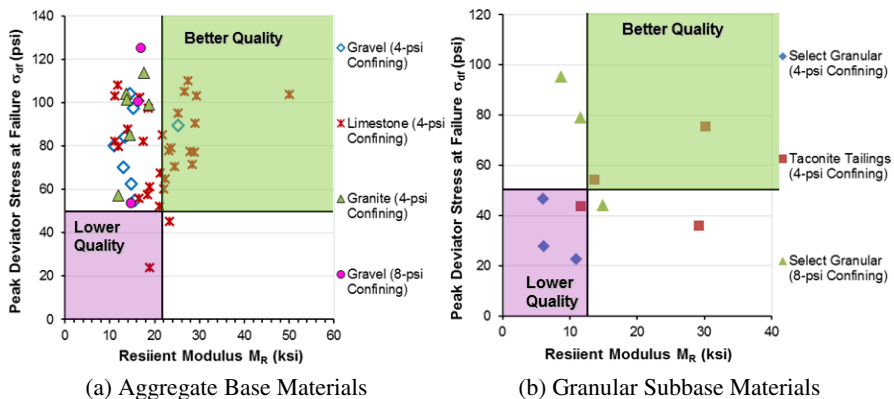 Peak Deviator Stress at Failure σdf (psi)
140
120
100
80
60
40
20
0
Better Quality
Lower
Quality
0 10 20 30 40 50 60
Resiient Modulus MR (ksi)
Gravel (4-psi
Confining)
Limestone (4-psi
Confining)
Granite (4-psi
Confining)
Gravel (8-psi
Confining)
(a) Aggregate Base Materials
Peak Deviator Stress at Failure σdf (psi)
120
100
80
60
40
20
0
Better Quality
Lower
Quality
0 10 20 30 40
Resiient Modulus MR (ksi)
Select Granular
(4-psi Confining)
Taconite Tailings
(4-psi Confining)
Select Granular
(8-psi Confining)
(b) Granular Subbase Materials